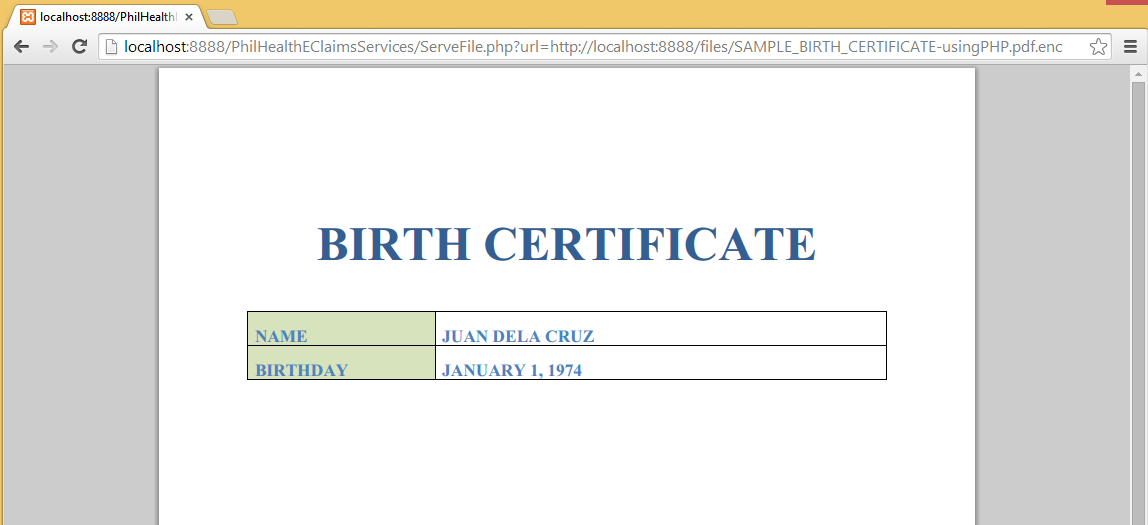 localhost:8888/PhilHealth
localhost:8888/PhilHealthEClaimsServices/ServeFile.php?url=http://localhost:8888/files/SAMPLE_BIRTH_CERTIFICATE-usingPHP.pdf.enc
BIRTH CERTIFICATE
NAME JUAN DELA CRUZ
BIRTHDAY JANUARY 1, 1974